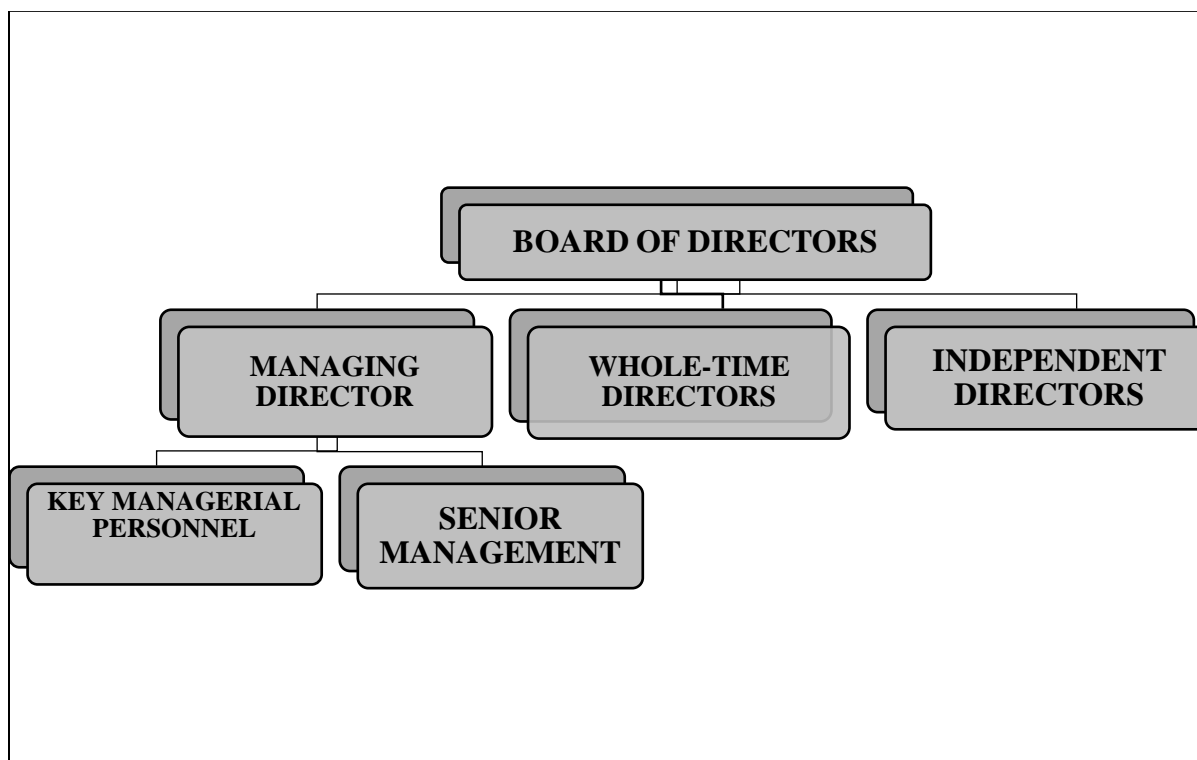 BOARD OF DIRECTORS
MANAGING
DIRECTOR
WHOLE-TIME
DIRECTORS
INDEPENDENT
DIRECTORS
KEY MANAGERIAL
PERSONNEL
SENIOR
MANAGEMENT